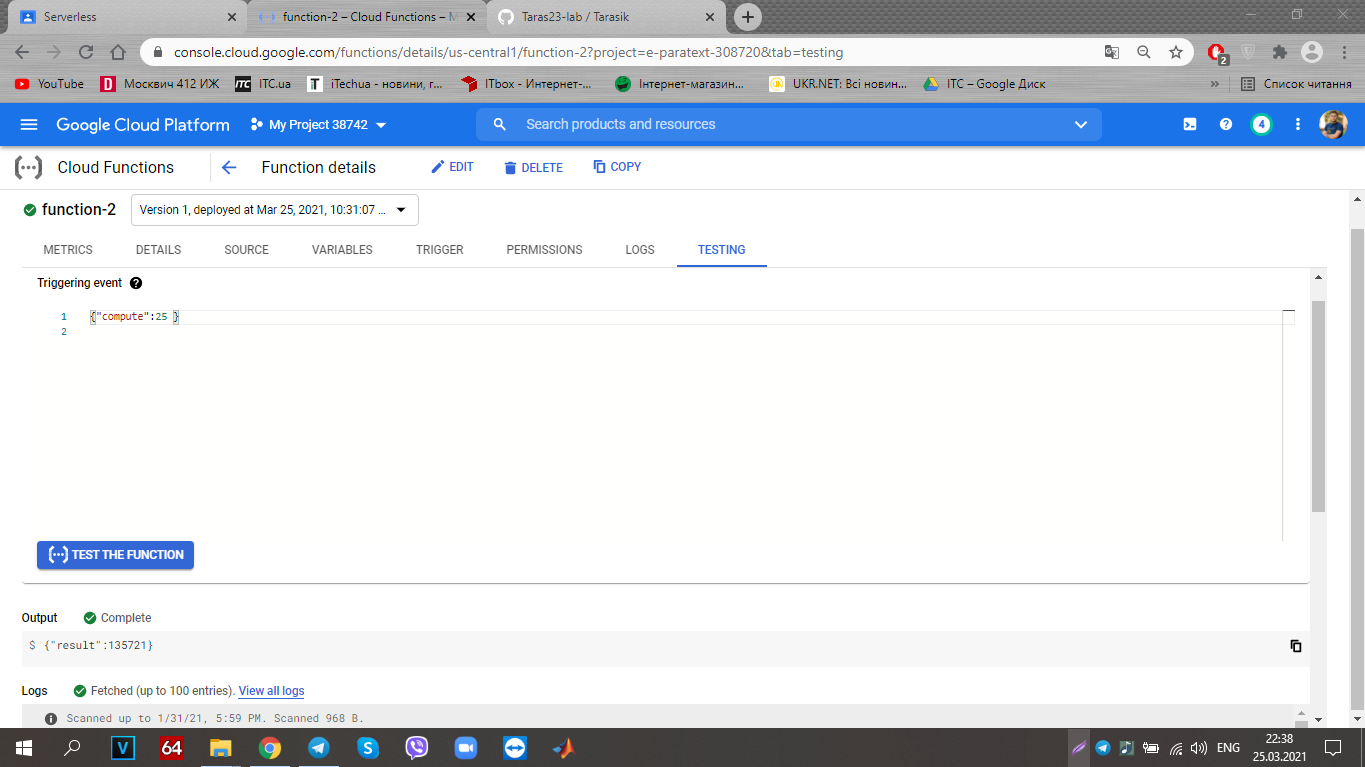 Serverless
function-2 – Cloud Functions – M
Taras23-lab / Tarasik
console.cloud.google.com/functions/details/us-central1/function-2?project=e-paratext-308720&tab=testing
2
YouTube
D Москвич 412 ИЖ
ITC ITC.ua
T iTechua - новини, г...
ITbox - Интернет-...
Інтернет-магазин...
UKR.NET: Всі новин...
ITC – Google Диск
»
Список читання
Google Cloud Platform
My Project 38742
Search products and resources
4
Cloud Functions
Function details
EDIT
DELETE
COPY
function-2
Version 1, deployed at Mar 25, 2021, 10:31:07 ...
METRICS
DETAILS
SOURCE
VARIABLES
TRIGGER
PERMISSIONS
LOGS
TESTING
Triggering event
1 {"compute":25 }
2
TEST THE FUNCTION
Output
Complete
$ {"result":135721}
Logs
Fetched (up to 100 entries). View all logs
Scanned up to 1/31/21, 5:59 PM. Scanned 968 B.
V
64
S
ENG
22:38
25.03.2021